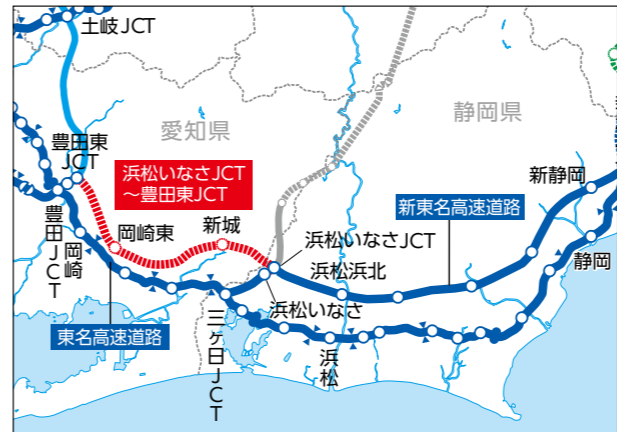 土岐JCT
愛知県
静岡県
豊田東
JCT
浜松いなさJCT
～豊田東JCT
新静岡
新東名高速道路
豊田JCT
岡崎
岡崎東
新城
浜松いなさJCT
浜松浜北
静岡
浜松いなさ
東名高速道路
三ヶ日JCT
浜松